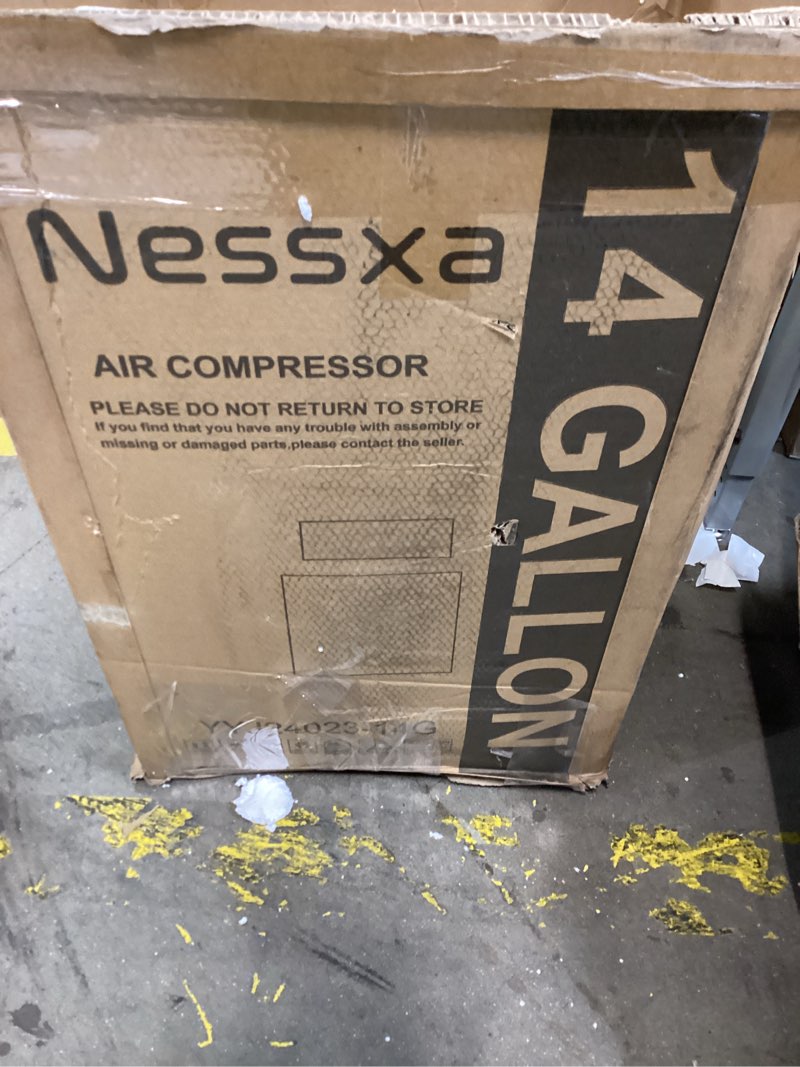 Nessxa
14 GALLON
AIR COMPRESSOR
PLEASE DO NOT RETURN TO STORE
If you find that you have any trouble with assembly or
missing or damaged parts,please contact the seller.